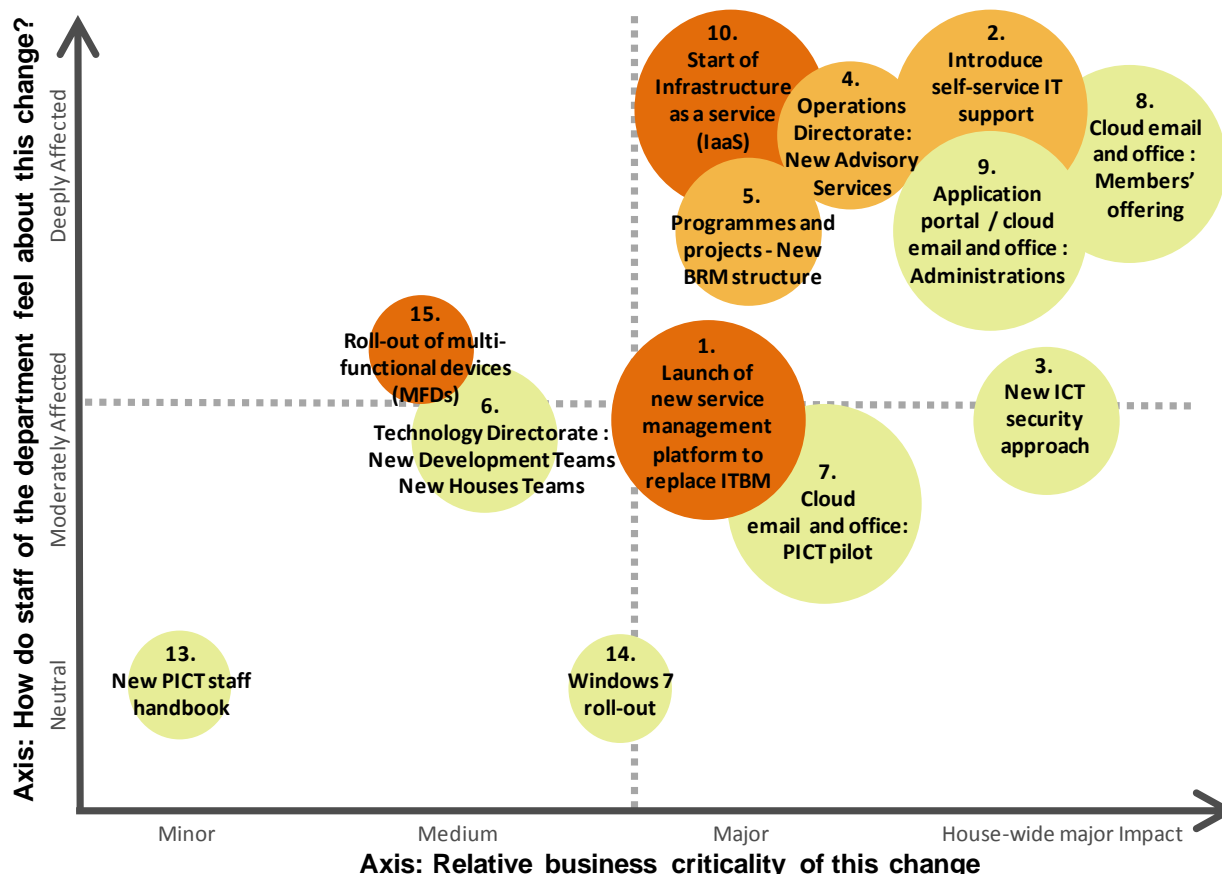 Axis: How do staff of the department feel about this change?
Deeply Affected
Moderately Affected
Neutral
10.
Start of
Infrastructure
as a service
(IaaS)
4.
Operations
Directorate:
New Advisory
Services
2.
Introduce
self-service IT
support
8.
Cloud email
and office :
Members’
offering
9.
Application
portal / cloud
email and office :
Administrations
5.
Programmes and
projects - New
BRM structure
15.
Roll-out of multi-
functional devices
(MFDs)
6.
Technology Directorate :
New Development Teams
New Houses Teams
1.
Launch of
new service
management
platform to
replace ITBM
7.
Cloud
email and office:
PICT pilot
3.
New ICT
security
approach
13.
New PICT staff
handbook
14.
Windows 7
roll-out
Minor
Medium
Major
House-wide major Impact
Axis: Relative business criticality of this change